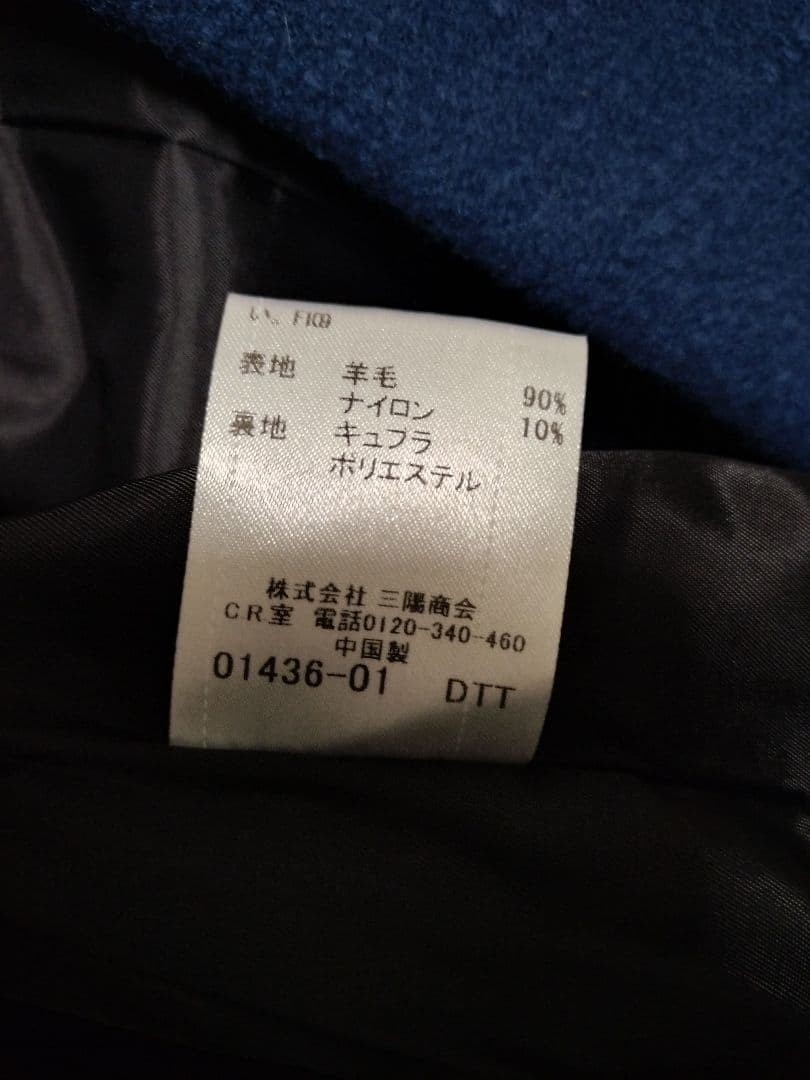 い。 F109
表地 羊毛 90%
ナイロン 10%
裏地 キュプラ
ポリエステル
株式会社 三陽商会
C.R.室 電話0120-340-460
中国製
01436-01 DTT